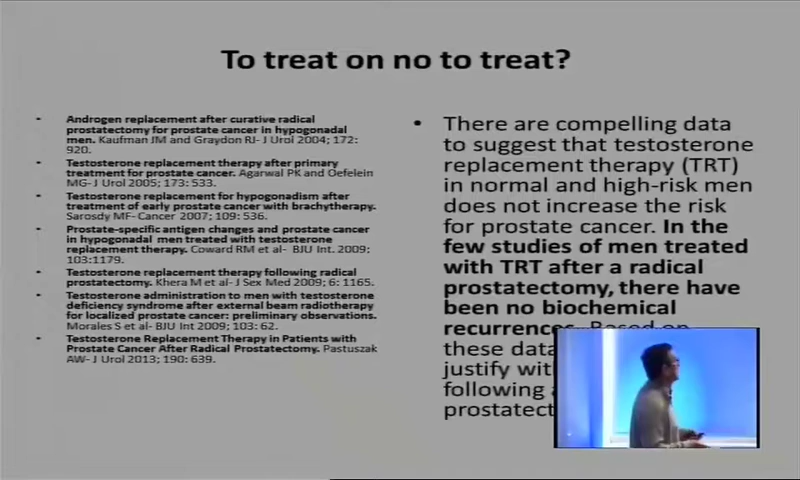 To treat on no to treat?
Androgen replacement after curative radical
prostatectomy for prostate cancer in hypogonadal
men. Kaufman JM and Graydon RJ- J Urol 2004; 172:
920.
Testosterone replacement therapy after primary
treatment for prostate cancer. Agarwal PK and Oefelein
MG- J Urol 2005; 173: 533.
Testosterone replacement for hypogonadism after
treatment of early prostate cancer with brachytherapy.
Sarosdy MF- Cancer 2007; 109: 536.
Prostate-specific antigen changes and prostate cancer
in hypogonadal men treated with testosterone
replacement therapy. Coward RM et al- BJU Int. 2009;
103:1179.
Testosterone replacement therapy following radical
prostatectomy. Khera M et al- J Sex Med 2009; 6: 1165.
Testosterone administration to men with testosterone
deficiency syndrome after external beam radiotherapy
for localized prostate cancer: preliminary observations.
Morales S et al- BJU Int 2009; 103: 62.
Testosterone Replacement Therapy in Patients with
Prostate Cancer After Radical Prostatectomy. Pastuszak
AW- J Urol 2013; 190: 639.
There are compelling data
to suggest that testosterone
replacement therapy (TRT)
in normal and high-risk men
does not increase the risk
for prostate cancer. In the
few studies of men treated
with TRT after a radical
prostatectomy, there have
been no biochemical
recurrences. Based on
these data
justify wit
following
prostatect